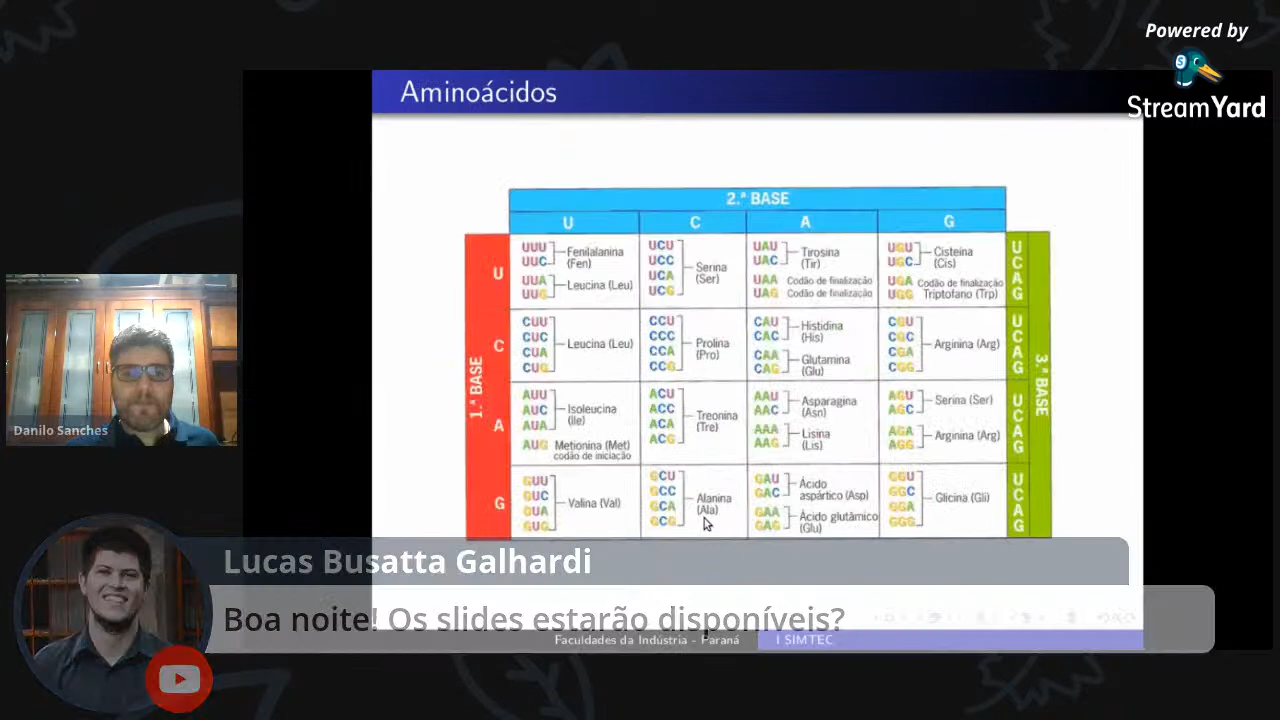 Powered by
StreamYard
Aminoácidos
2.ª BASE
U C A G
1.ª BASE
3.ª BASE
U
UUU
UUC
Fenilalanina
(Fen)
UUA
UUG
Leucina (Leu)
UCU
UCC
UCA
UCG
Serina
(Ser)
UAU
UAC
Tirosina
(Tir)
UAA Codão de finalização
UAG Codão de finalização
UGU
UGC
Cisteína
(Cis)
UGA Codão de finalização
UGG Triptofano (Trp)
U
C
A
G
C
CUU
CUC
CUA
CUG
Leucina (Leu)
CCU
CCC
CCA
CCG
Prolina
(Pro)
CAU
CAC
Histidina
(His)
CAA
CAG
Glutamina
(Glu)
CGU
CGC
CGA
CGG
Arginina (Arg)
U
C
A
G
A
AUU
AUC
AUA
Isoleucina
(Ile)
AUG Metionina (Met)
codão de iniciação
ACU
ACC
ACA
ACG
Treonina
(Tre)
AAU
AAC
Asparagina
(Asn)
AAA
AAG
Lisina
(Lis)
AGU
AGC
Serina (Ser)
AGA
AGG
Arginina (Arg)
U
C
A
G
G
GUU
GUC
GUA
GUG
Valina (Val)
GCU
GCC
GCA
GCG
Alanina
(Ala)
GAU
GAC
Ácido
aspártico (Asp)
GAA
GAG
Ácido glutâmico
(Glu)
GGU
GGC
GGA
GGG
Glicina (Gli)
U
C
A
G
Danilo Sanches
Lucas Busatta Galhardi
Boa noite! Os slides estarão disponíveis?
Faculdades da Indústria - Paraná
I SIMTEC